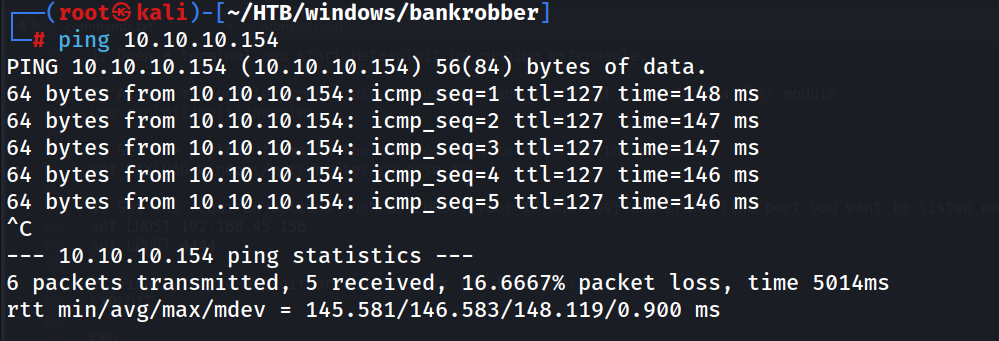 ┌──(root㉿kali)-[~/HTB/windows/bankrobber]
└─# ping 10.10.10.154
PING 10.10.10.154 (10.10.10.154) 56(84) bytes of data.
64 bytes from 10.10.10.154: icmp_seq=1 ttl=127 time=148 ms
64 bytes from 10.10.10.154: icmp_seq=2 ttl=127 time=147 ms
64 bytes from 10.10.10.154: icmp_seq=3 ttl=127 time=147 ms
64 bytes from 10.10.10.154: icmp_seq=4 ttl=127 time=146 ms
64 bytes from 10.10.10.154: icmp_seq=5 ttl=127 time=146 ms
^C
set LHOST 192.168.45.156
--- 10.10.10.154 ping statistics ---
6 packets transmitted, 5 received, 16.6667% packet loss, time 5014ms
rtt min/avg/max/mdev = 145.581/146.583/148.119/0.900 ms